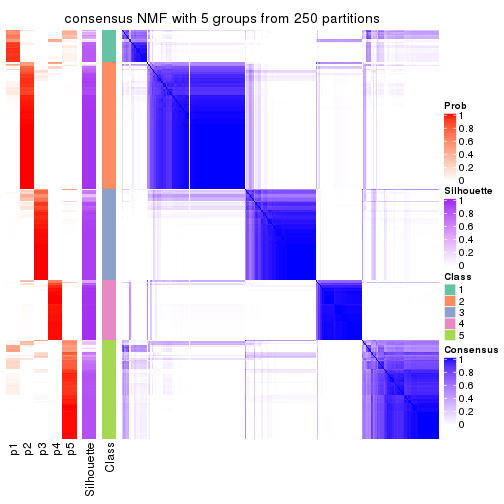 consensus NMF with 5 groups from 250 partitions
Prob
1
0.8
0.6
0.4
0.2
0
Silhouette
1
0.8
0.6
0.4
0.2
0
Class
1
2
3
4
5
Consensus
1
0.8
0.6
0.4
0.2
0
p1
p2
p3
p4
p5
Silhouette
Class